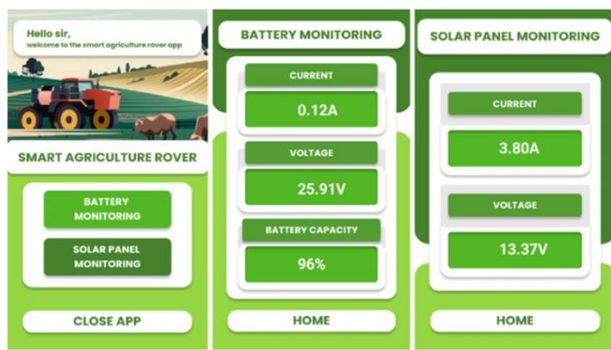 Hello sir,
welcome to the smart agriculture rover app
SMART AGRICULTURE ROVER
BATTERY
MONITORING
SOLAR PANEL
MONITORING
CLOSE APP
BATTERY MONITORING
CURRENT
0.12A
VOLTAGE
25.91V
BATTERY CAPACITY
96%
HOME
SOLAR PANEL MONITORING
CURRENT
3.80A
VOLTAGE
13.37V
HOME